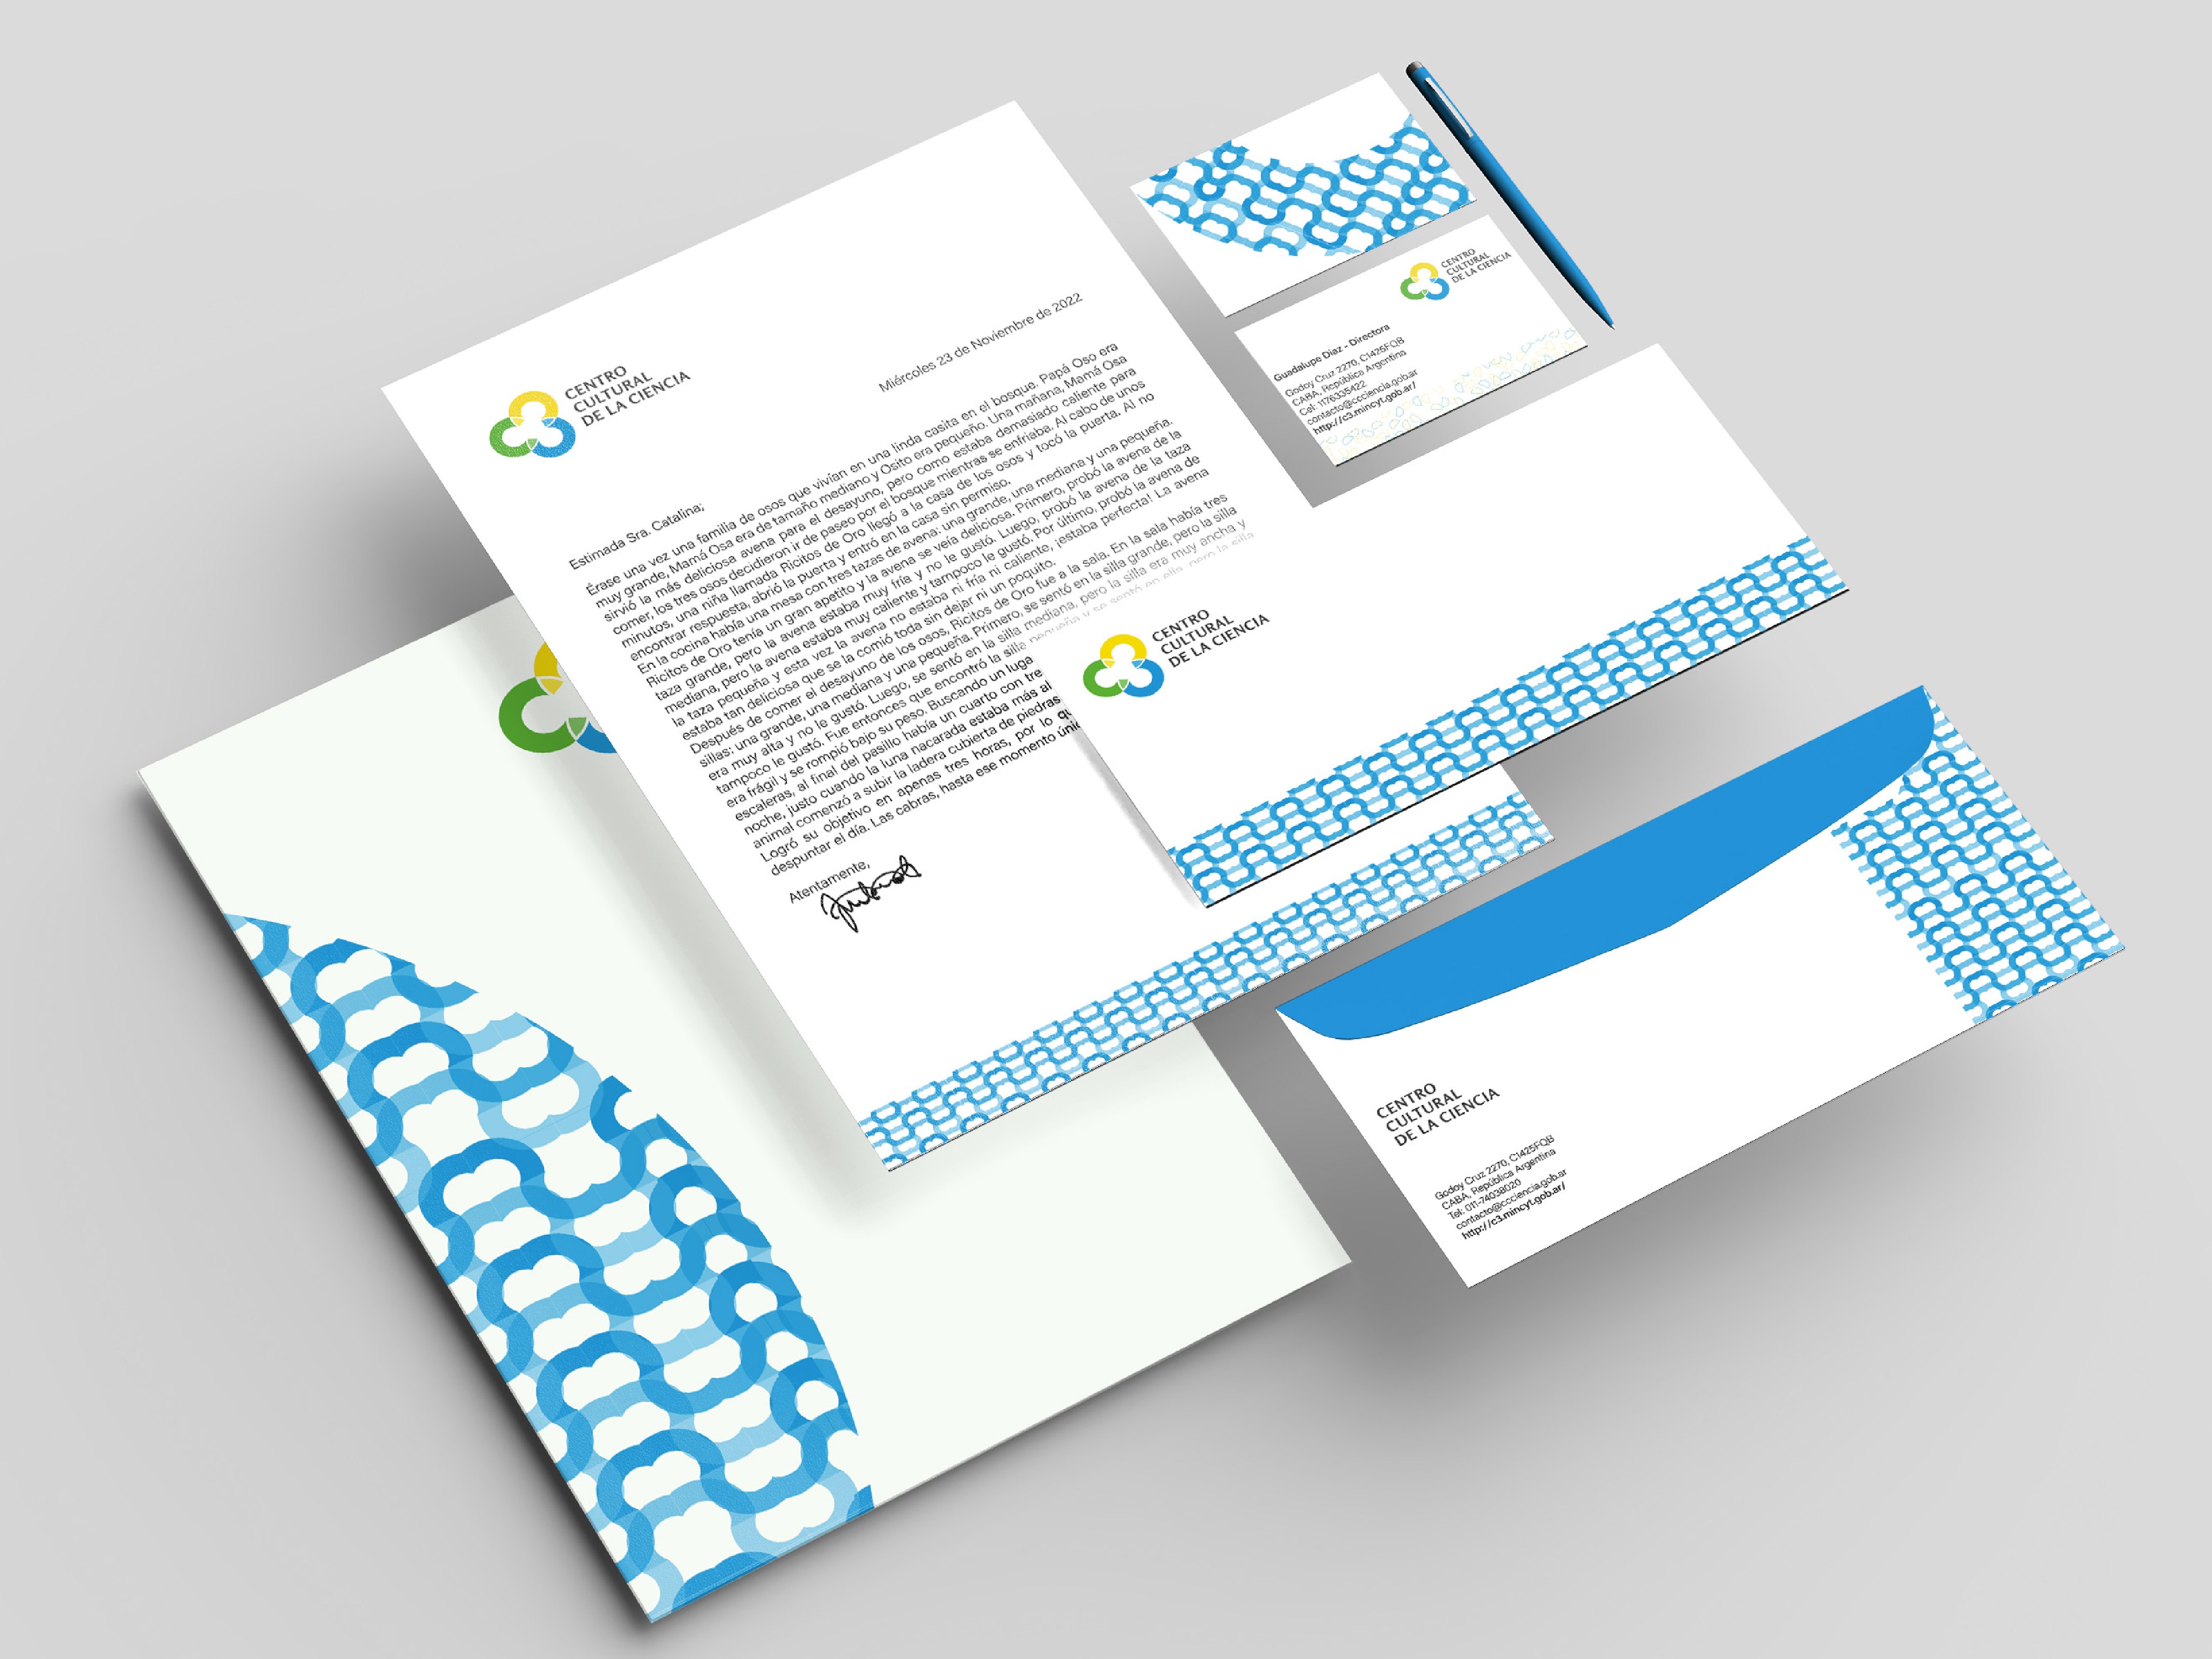 CENTRO
CULTURAL
DE LA CIENCIA
Miércoles 23 de Noviembre de 2022
Estimada Sra. Catalina;
Érase una vez una familia de osos que vivían en una linda casita en el bosque. Papá Oso era
muy grande, Mamá Osa era de tamaño mediano y Osito era pequeño. Una mañana, Mamá Osa
sirvió la más deliciosa avena para el desayuno, pero como estaba demasiado caliente para
comer, los tres osos decidieron ir de paseo por el bosque mientras se enfriaba. Al cabo de unos
minutos, una niña llamada Ricitos de Oro llegó a la casa de los osos y tocó la puerta. Al no
encontrar respuesta, abrió la puerta y entró en la casa sin permiso.
En la cocina había una mesa con tres tazas de avena: una grande, una mediana y una pequeña.
Ricitos de Oro tenía un gran apetito y la avena se veía deliciosa. Primero, probó la avena de la
taza grande, pero la avena estaba muy fría y no le gustó. Luego, probó la avena de la taza
mediana, pero la avena estaba muy caliente y tampoco le gustó. Por último, probó la avena de
la taza pequeña y esta vez la avena no estaba ni fría ni caliente, ¡estaba perfecta! La avena
estaba tan deliciosa que se la comió toda sin dejar ni un poquito.
Después de comer el desayuno de los osos, Ricitos de Oro fue a la sala. En la sala había tres
sillas: una grande, una mediana y una pequeña. Primero, se sentó en la silla grande, pero la silla
era muy alta y no le gustó. Luego, se sentó en la silla mediana, pero la silla era muy ancha y
tampoco le gustó. Fue entonces que encontró la silla pequeña y se sentó en ella, pero la silla
era frágil y se rompió bajo su peso. Buscando un luga
escaleras, al final del pasillo había un cuarto con tre
noche, justo cuando la luna nacarada estaba más al
animal comenzó a subir la ladera cubierta de piedras
Logró su objetivo en apenas tres horas, por lo qu
despuntar el día. Las cabras, hasta ese momento úni
Atentamente,
CENTRO
CULTURAL
DE LA CIENCIA
Guadalupe Diaz - Directora
Godoy Cruz 2270, C1425FQB
CABA, República Argentina
Cel: 1176335422
contacto@ccciencia.gob.ar
http://c3.mincyt.gob.ar/
CENTRO
CULTURAL
DE LA CIENCIA
CENTRO
CULTURAL
DE LA CIENCIA
Godoy Cruz 2270, C1425FQB
CABA, República Argentina
Tel: 011-74038020
contacto@cccienciа.gob.ar
http://c3.mincyt.gob.ar/